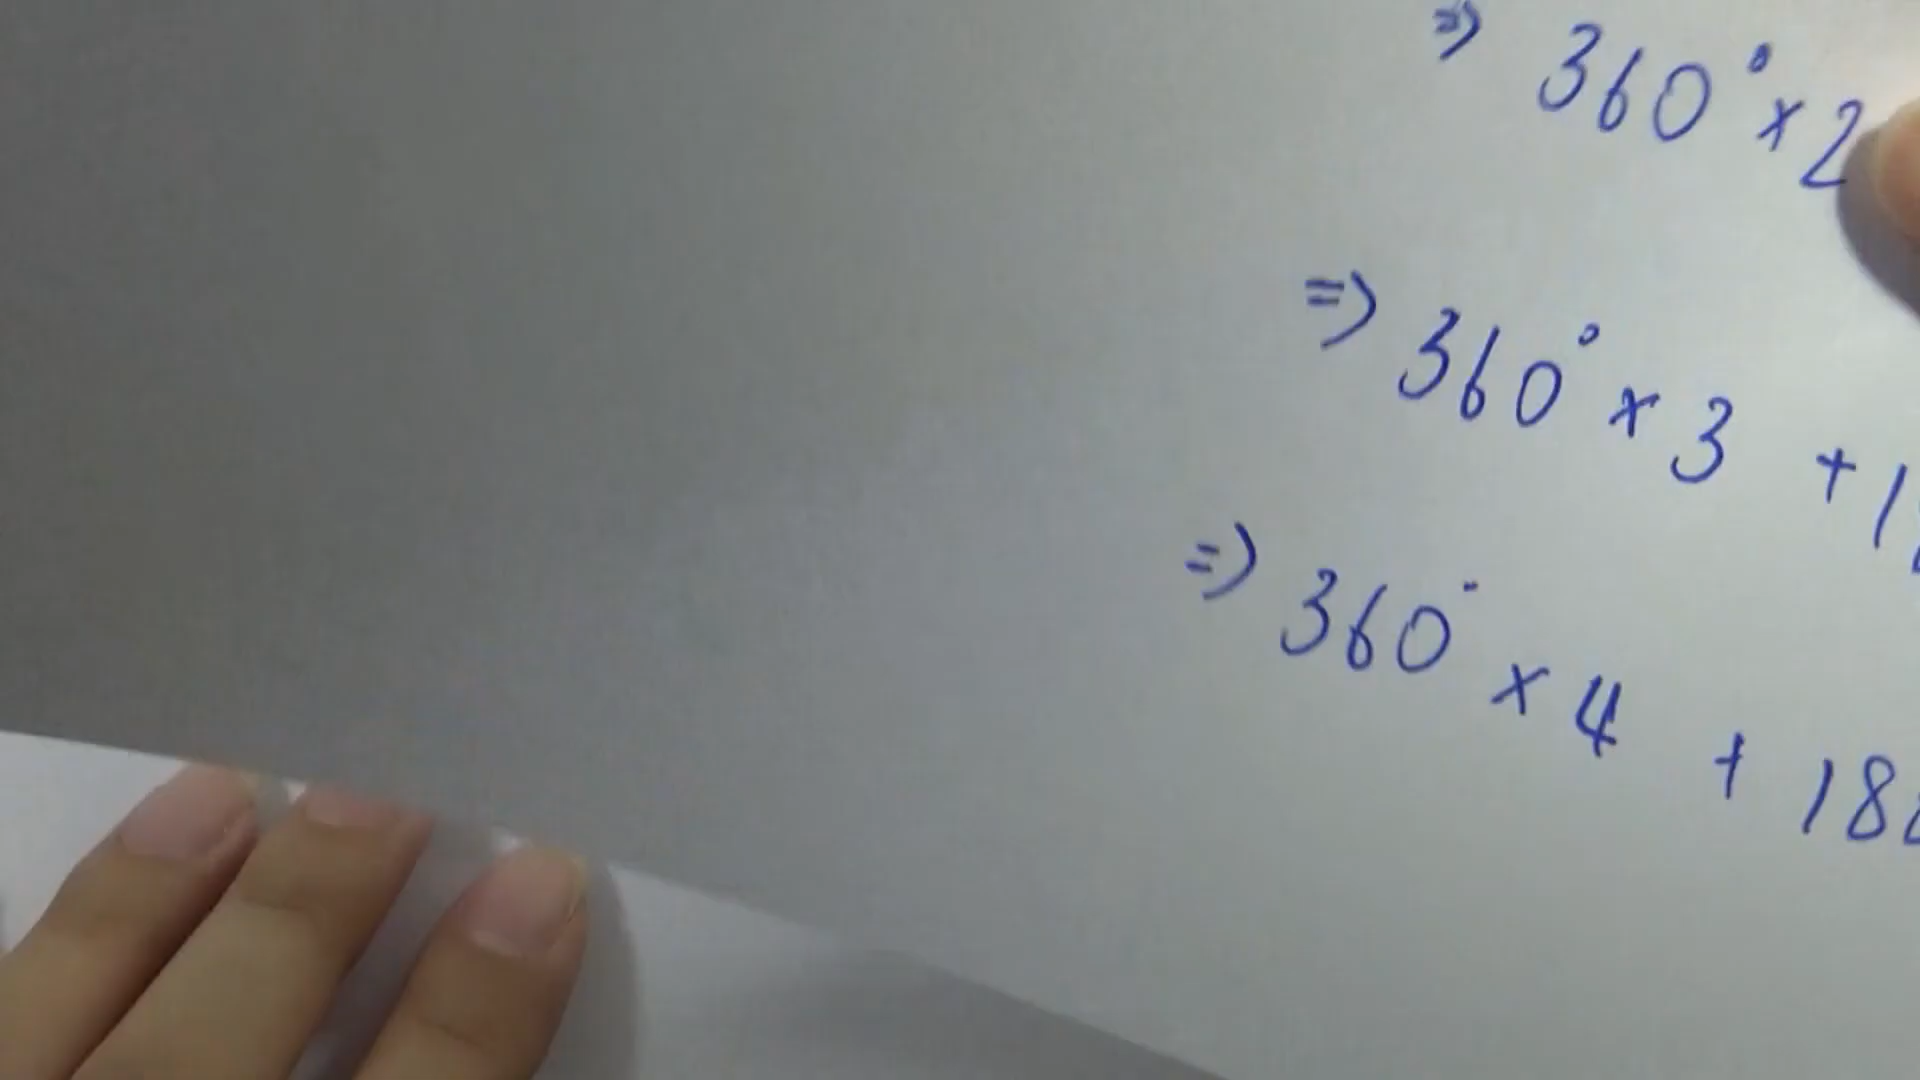 => 360° × 2
=> 360° × 3 + 1
=> 360° × 4 + 18